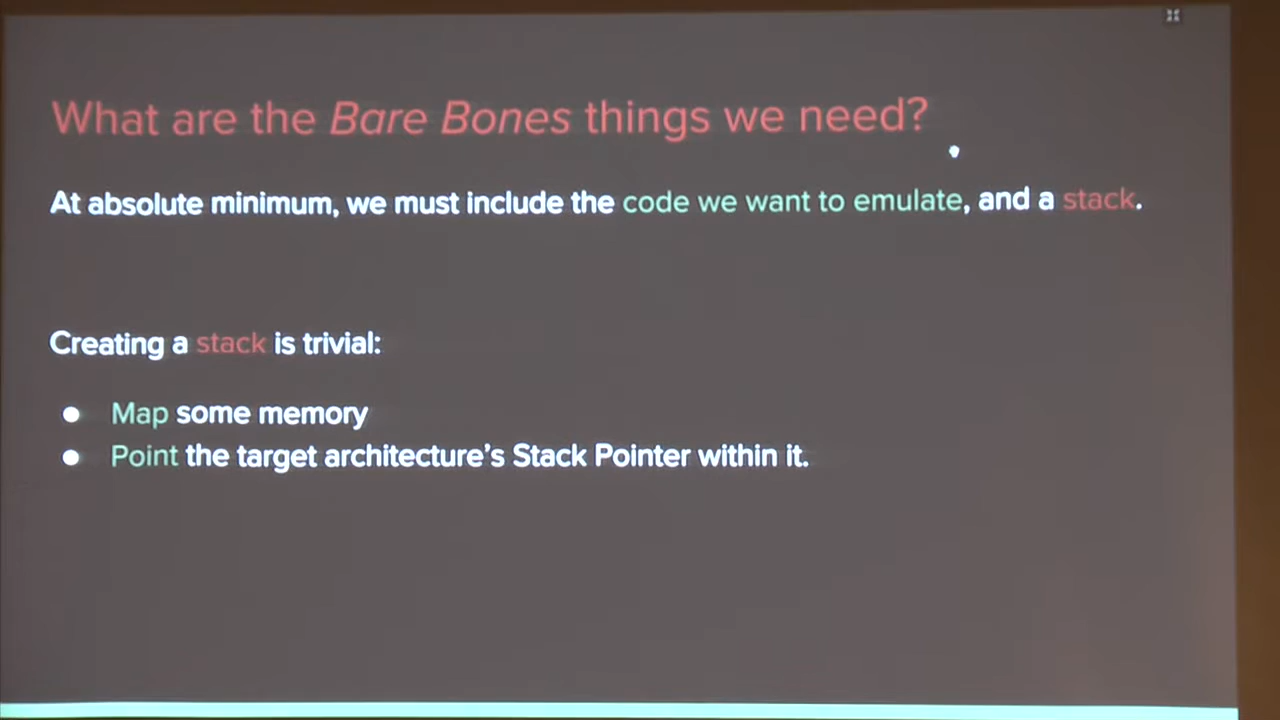 What are the Bare Bones things we need?
At absolute minimum, we must include the code we want to emulate, and a stack.
Creating a stack is trivial:
● Map some memory
● Point the target architecture’s Stack Pointer within it.